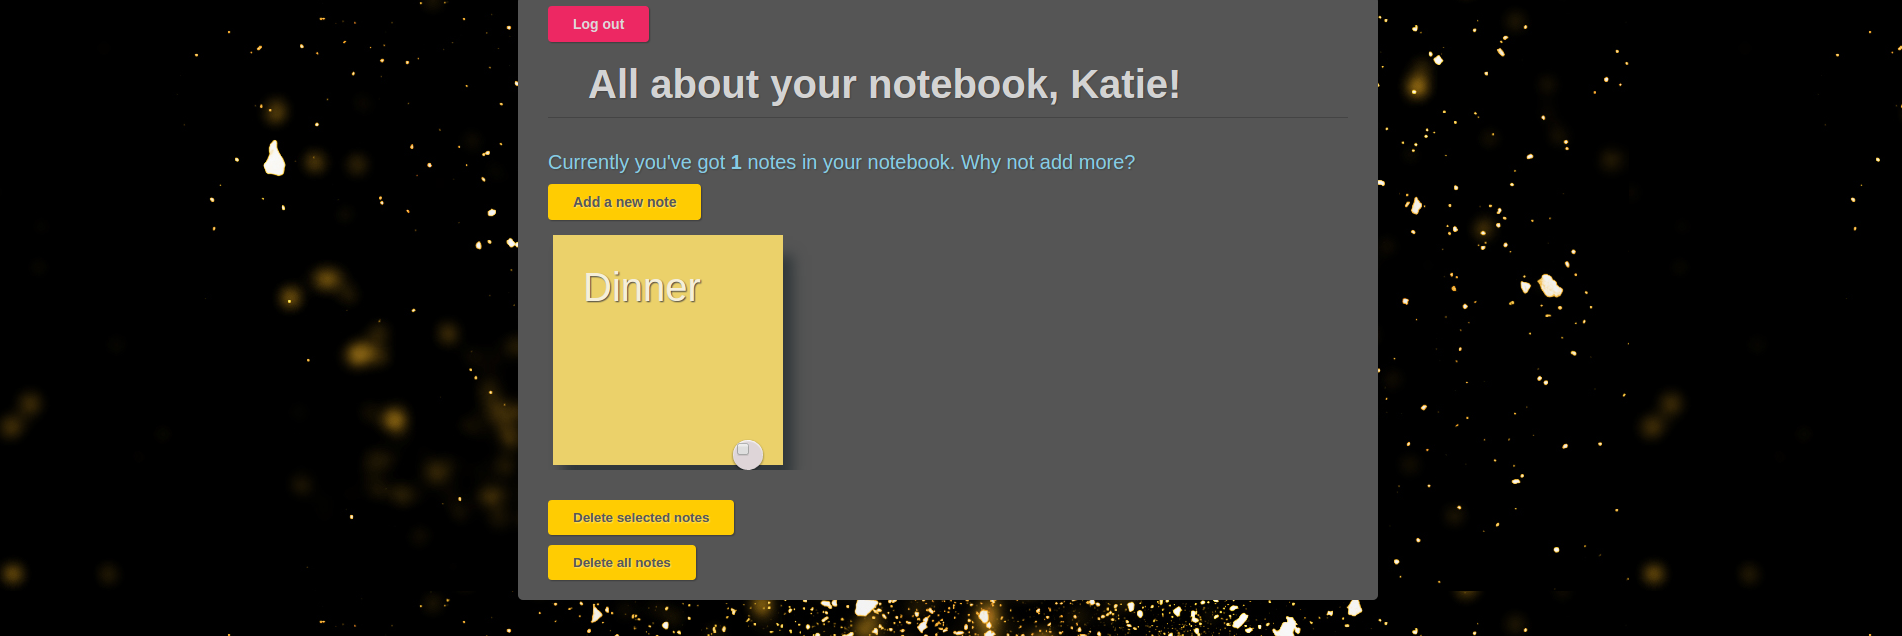 Log out
All about your notebook, Katie!
Currently you've got 1 notes in your notebook. Why not add more?
Add a new note
Dinner
Delete selected notes
Delete all notes